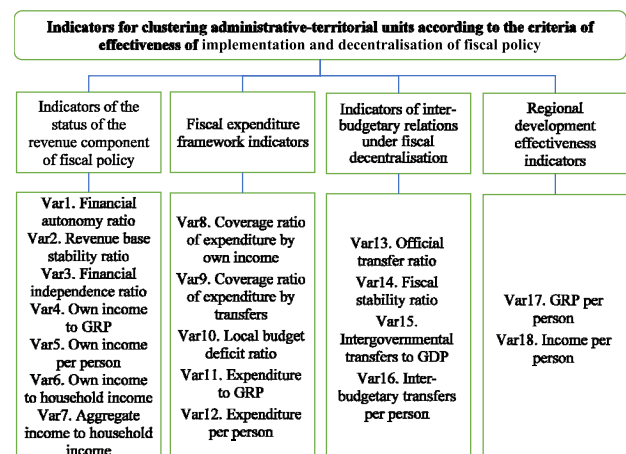 Indicators for clustering administrative-territorial units according to the criteria of
effectiveness of implementation and decentralisation of fiscal policy
Indicators of the
status of the
revenue component
of fiscal policy
Fiscal expenditure
framework indicators
Indicators of inter-
budgetary relations
under fiscal
decentralisation
Regional
development
effectiveness
indicators
Var1. Financial
autonomy ratio
Var2. Revenue base
stability ratio
Var3. Financial
independence ratio
Var4. Own income
to GRP
Var5. Own income
per person
Var6. Own income
to household income
Var7. Aggregate
income to household
income
Var8. Coverage ratio
of expenditure by
own income
Var9. Coverage ratio
of expenditure by
transfers
Var10. Local budget
deficit ratio
Var11. Expenditure
to GRP
Var12. Expenditure
per person
Var13. Official
transfer ratio
Var14. Fiscal
stability ratio
Var15.
Intergovernmental
transfers to GDP
Var16. Inter-
budgetary transfers
per person
Var17. GRP per
person
Var18. Income per
person